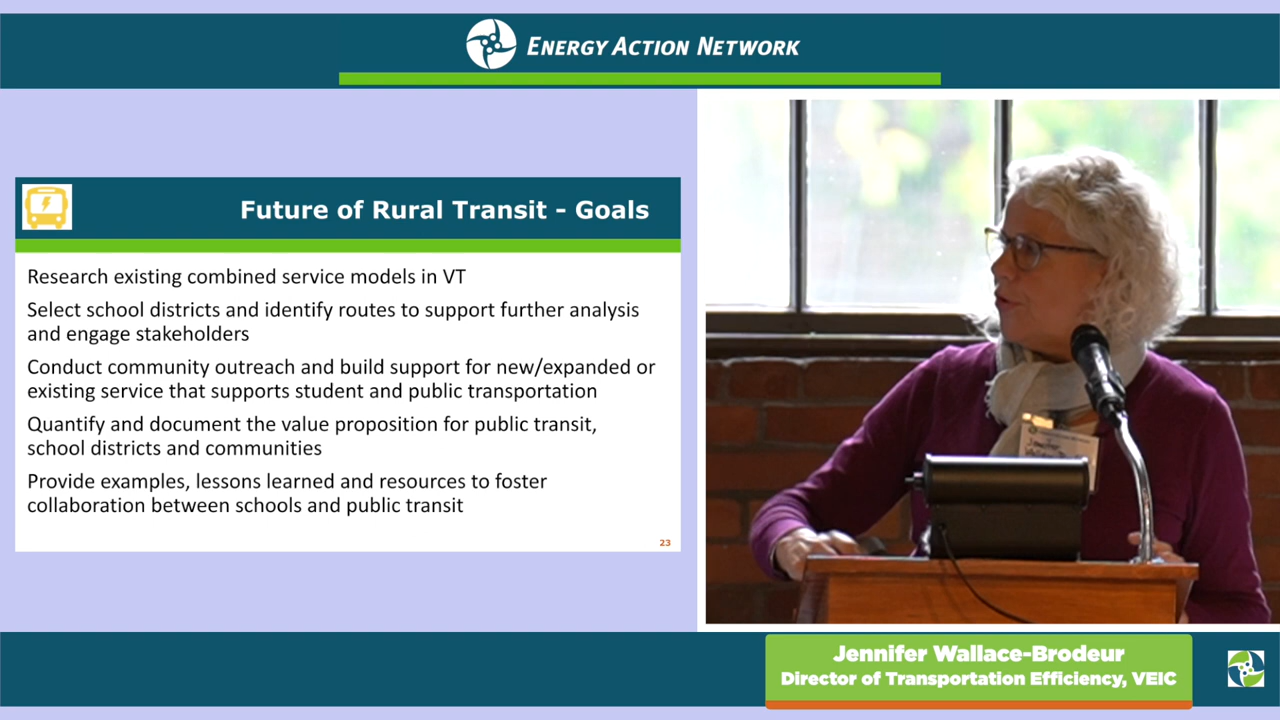 ENERGY ACTION NETWORK
Future of Rural Transit - Goals
Research existing combined service models in VT
Select school districts and identify routes to support further analysis
and engage stakeholders
Conduct community outreach and build support for new/expanded or
existing service that supports student and public transportation
Quantify and document the value proposition for public transit,
school districts and communities
Provide examples, lessons learned and resources to foster
collaboration between schools and public transit
23
Jennifer Wallace-Brodeur
Director of Transportation Efficiency, VEIC